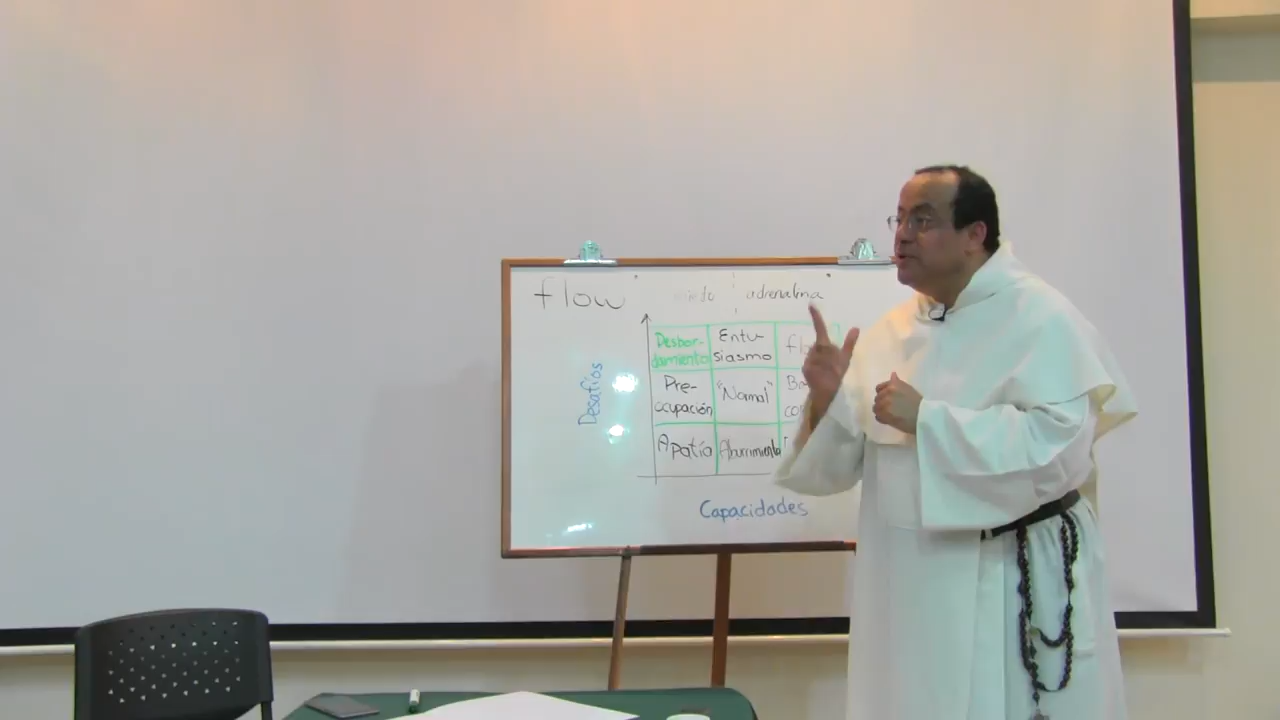 flow
miedo adrenalina
Desbor-
damiento
Entu-
siasmo
Desafíos
Pre-
ocupación
"Normal"
Apatía
Aburrimiento
Capacidades